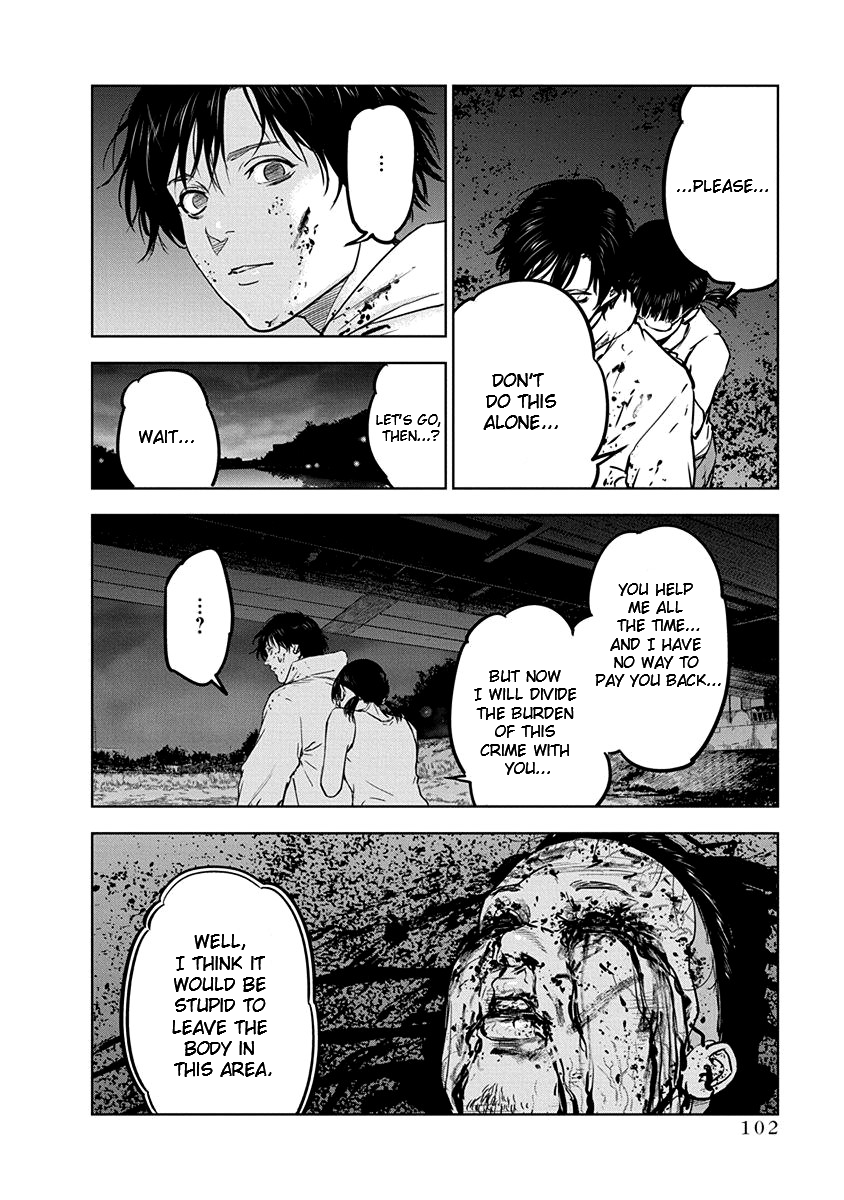 ...PLEASE...
DON'T
DO THIS
ALONE...
...
LET'S GO,
THEN...?
WAIT...
YOU HELP
ME ALL
THE TIME...
AND I HAVE
NO WAY TO
PAY YOU BACK...
BUT NOW
I WILL DIVIDE
THE BURDEN
OF THIS
CRIME WITH
YOU...
....?
WELL,
I THINK IT
WOULD BE
STUPID TO
LEAVE THE
BODY IN
THIS AREA.
102